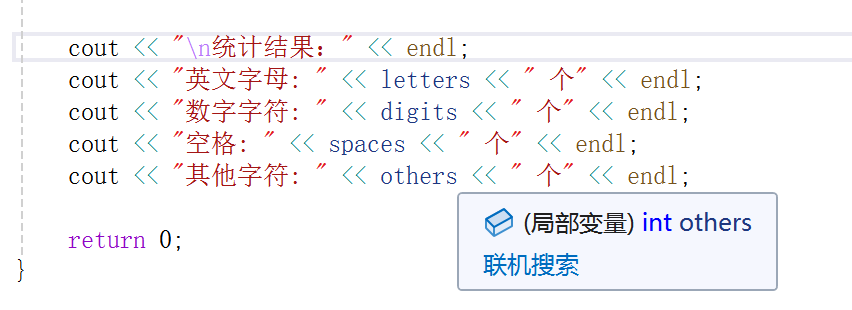 cout << "\n统计结果：" << endl;
cout << "英文字母: " << letters << " 个" << endl;
cout << "数字字符: " << digits << " 个" << endl;
cout << "空格: " << spaces << " 个" << endl;
cout << "其他字符: " << others << " 个" << endl;
(局部变量) int others
联机搜索
return 0;
}